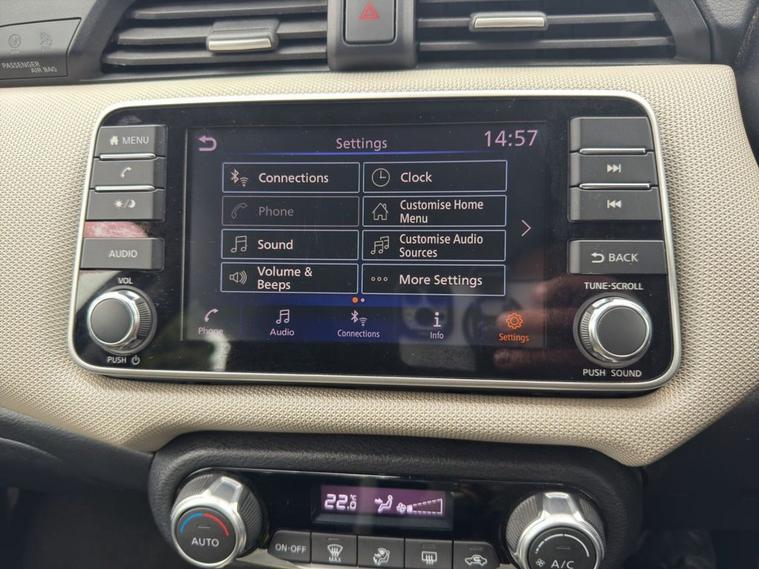 PASSENGER
AIR BAG
MENU
AUDIO
VOL
PUSH
Settings
14:57
Connections
Clock
Phone
Customise Home
Menu
Sound
Customise Audio
Sources
Volume &
Beeps
More Settings
Phone
Audio
Connections
Info
Settings
BACK
TUNE·SCROLL
PUSH SOUND
22.0 °C
AUTO
ON·OFF
MAX
A/C